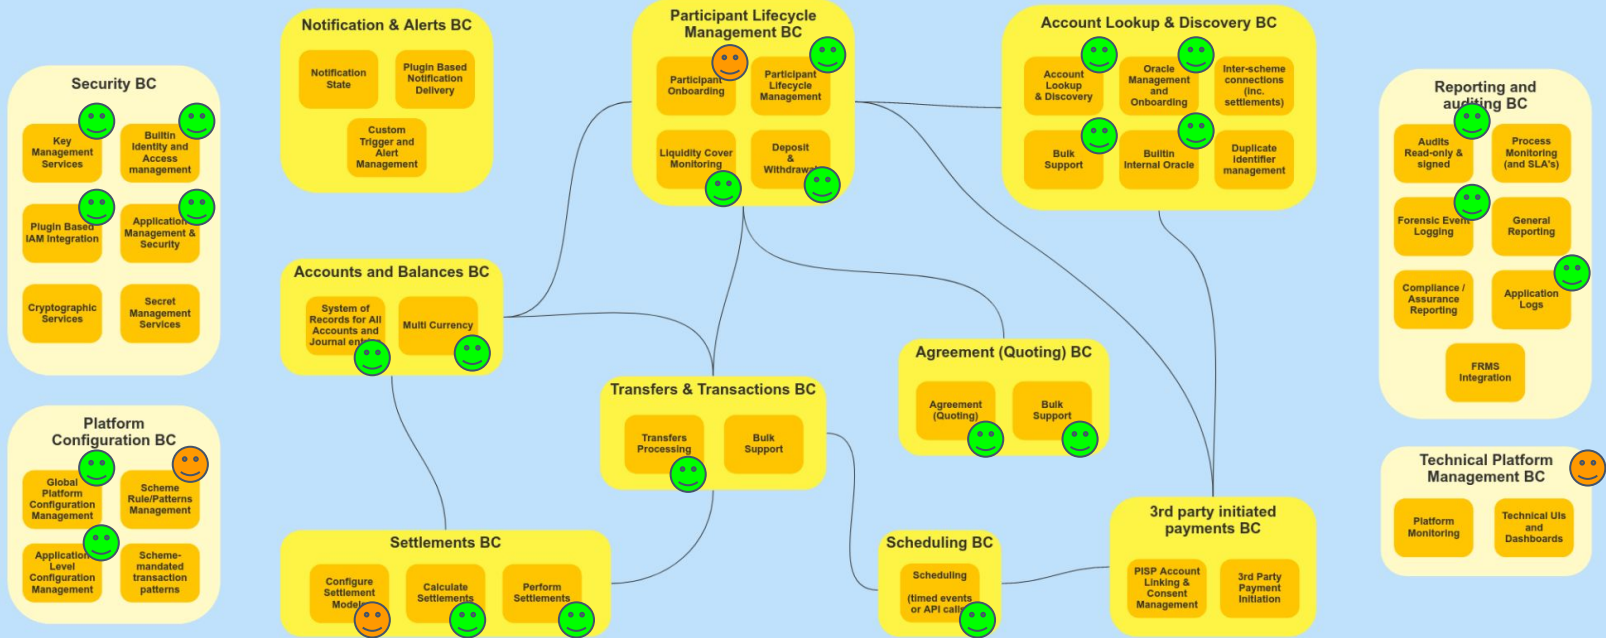 Security BC
Key
Management
Services
Builtin
Identity and
Access
management
Plugin Based
IAM Integration
Application
Management &
Security
Cryptographic
Services
Secret
Management
Services
Platform
Configuration BC
Global
Platform
Configuration
Management
Scheme
Rule/Patterns
Management
Application
Level
Configuration
Management
Scheme-
mandated
transaction
patterns
Notification & Alerts BC
Notification
State
Plugin Based
Notification
Delivery
Custom
Trigger and
Alert
Management
Accounts and Balances BC
System of
Records for All
Accounts and
Journal entries
Multi Currency
Settlements BC
Configure
Settlement
Models
Calculate
Settlements
Perform
Settlements
Participant Lifecycle
Management BC
Participant
Onboarding
Participant
Lifecycle
Management
Liquidity Cover
Monitoring
Deposit
&
Withdrawal
Transfers & Transactions BC
Transfers
Processing
Bulk
Support
Account Lookup & Discovery BC
Account
Lookup
& Discovery
Oracle
Management
and
Onboarding
Inter-scheme
connections
(inc.
settlements)
Bulk
Support
Builtin
Internal Oracle
Duplicate
identifier
management
Agreement (Quoting) BC
Agreement
(Quoting)
Bulk
Support
Scheduling BC
Scheduling
(timed events
or API calls)
3rd party initiated
payments BC
PISP Account
Linking &
Consent
Management
3rd Party
Payment
Initiation
Reporting and
auditing BC
Audits
Read-only &
signed
Process
Monitoring
(and SLA's)
Forensic Event
Logging
General
Reporting
Compliance /
Assurance
Reporting
Application
Logs
FRMS
Integration
Technical Platform
Management BC
Platform
Monitoring
Technical UIs
and
Dashboards